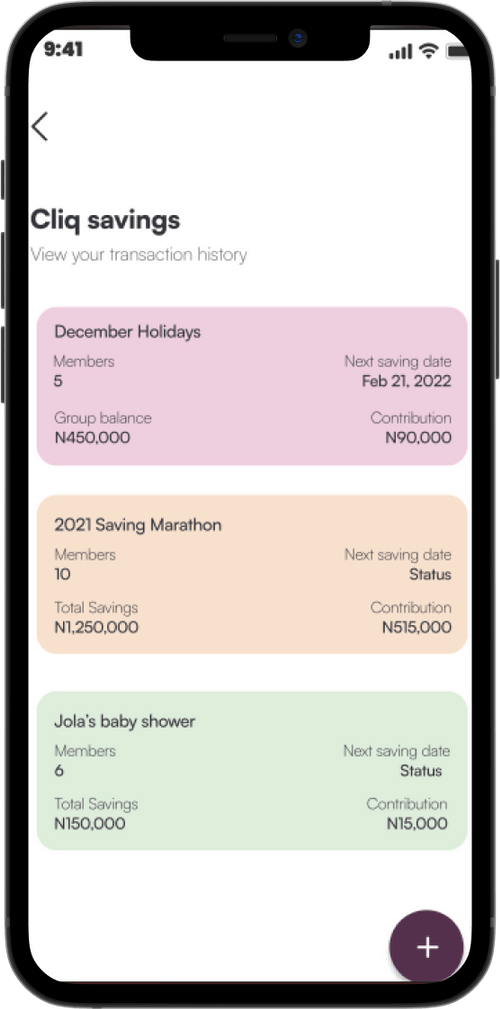 9:41
Cliq savings
View your transaction history
December Holidays
Members Next saving date
5 Feb 21, 2022
Group balance Contribution
N450,000 N90,000
2021 Saving Marathon
Members Next saving date
10 Status
Total Savings Contribution
N1,250,000 N515,000
Jola's baby shower
Members Next saving date
6 Status
Total Savings Contribution
N150,000 N15,000
+